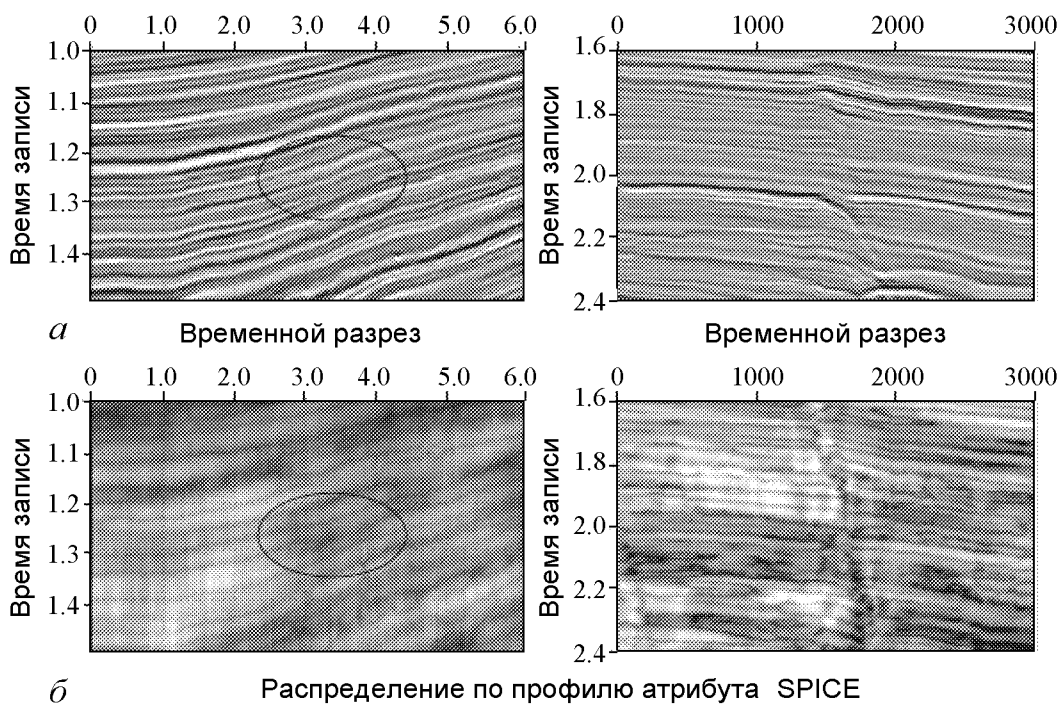 0 1.0 2.0 3.0 4.0 5.0 6.0
1.0
1.1
1.2
1.3
1.4
Время записи
0 1000 2000 3000
1.6
1.8
2.0
2.2
2.4
Время записи
а
Временной разрез
Временной разрез
0 1.0 2.0 3.0 4.0 5.0 6.0
1.0
1.1
1.2
1.3
1.4
Время записи
0 1000 2000 3000
1.6
1.8
2.0
2.2
2.4
Время записи
б
Распределение по профилю атрибута SPICE